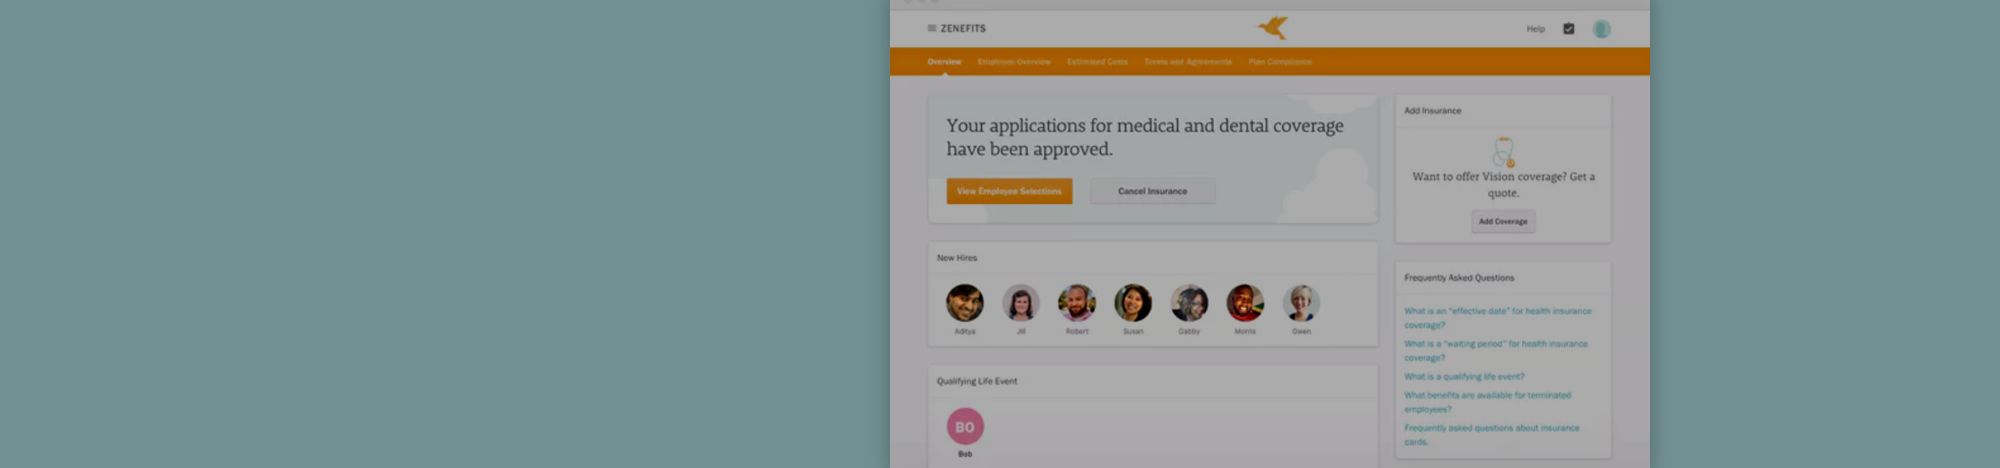 ZENEFITS
Help
Overview Employee Overview Estimated Costs Terms and Agreements Plan Compliance
Your applications for medical and dental coverage
have been approved.
View Employee Selections Cancel Insurance
New Hires
Aditya Jill Robert Susan Gabby Morris Gwen
Qualifying Life Event
BO
Bob
Add Insurance
Want to offer Vision coverage? Get a
quote.
Add Coverage
Frequently Asked Questions
What is an "effective date" for health insurance
coverage?
What is a "waiting period" for health insurance
coverage?
What is a qualifying life event?
What benefits are available for terminated
employees?
Frequently asked questions about insurance
cards.